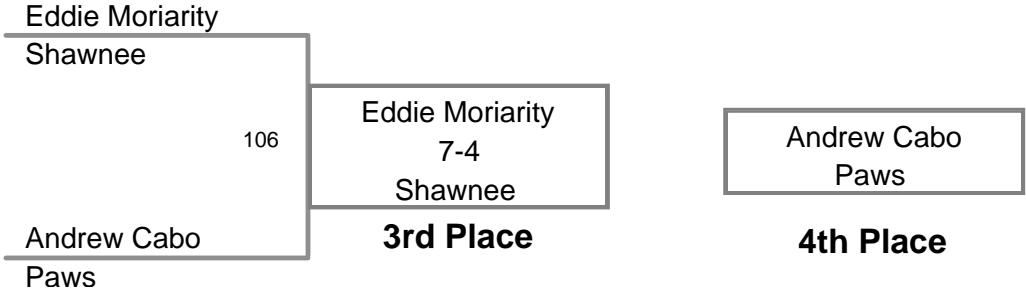 Eddie Moriarity
Shawnee
106
Andrew Cabo
Paws
Eddie Moriarity
7-4
Shawnee
3rd Place
Andrew Cabo
Paws
4th Place